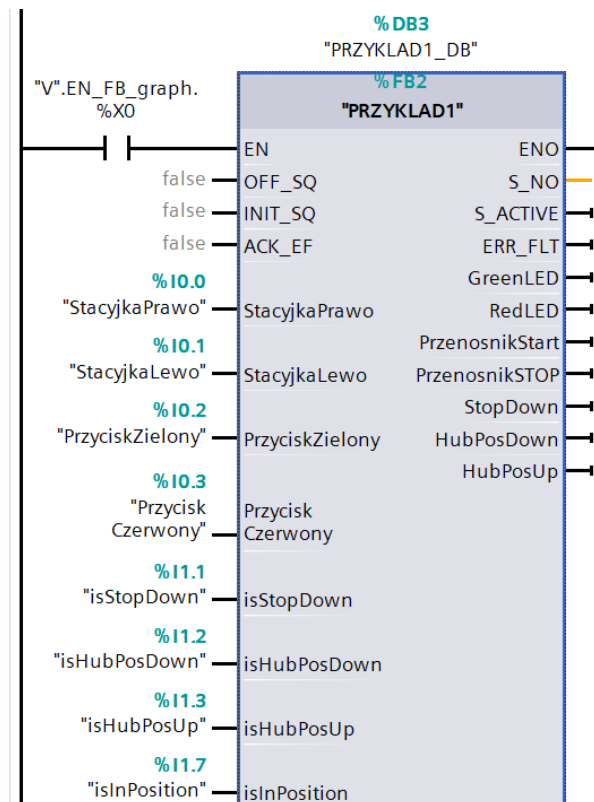 %DB3
"PRZYKLAD1_DB"
"V".EN_FB_graph.
%X0
%FB2
"PRZYKLAD1"
EN ENO
false OFF_SQ S_NO
false INIT_SQ S_ACTIVE
false ACK_EF ERR_FLT
GreenLED
%I0.0
"StacyjkaPrawo" StacyjkaPrawo RedLED
%I0.1
PrzenosnikStart
"StacyjkaLewo" StacyjkaLewo PrzenosnikSTOP
%I0.2
StopDown
"PrzyciskZielony" PrzyciskZielony HubPosDown
HubPosUp
%I0.3
"Przycisk
Czerwony"
Przycisk
Czerwony
%I1.1
"isStopDown" isStopDown
%I1.2
"isHubPosDown" isHubPosDown
%I1.3
"isHubPosUp" isHubPosUp
%I1.7
"isInPosition" isInPosition